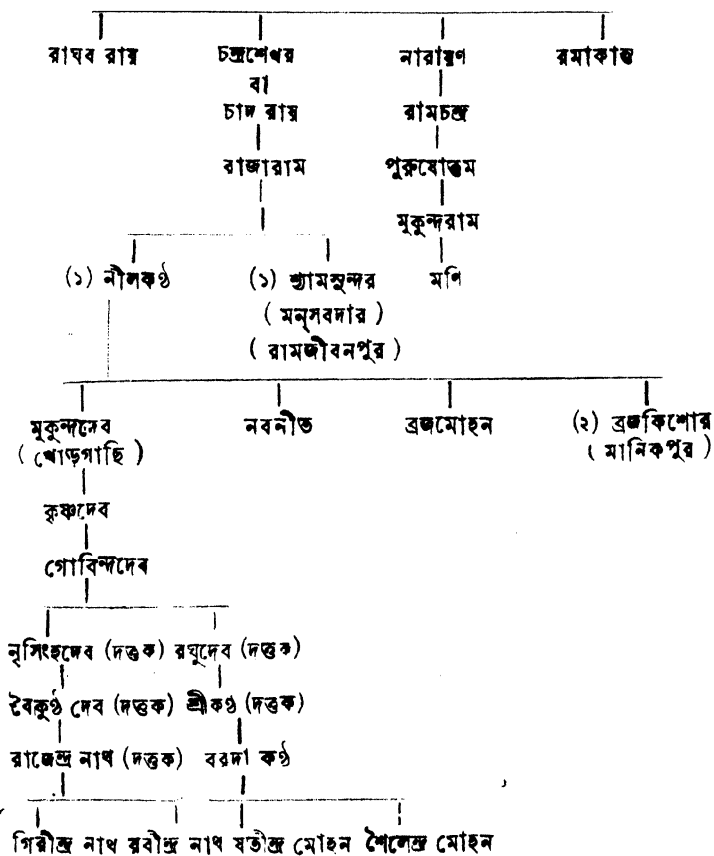 রাঘব রায় চন্দ্রশেখর নারায়ণ রমাকান্ত
বা
চাঁদ রায় রামচন্দ্র
রাজারাম পুরুষোত্তম
মুকুন্দরাম
(১) নীলকণ্ঠ (১) শ্যামসুন্দর মণি
( মন্‌সবদার )
( রামজীবনপুর )
মুকুন্দদেব নবনীত ব্রজমোহন (২) ব্রজকিশোর
( খোড়গাছি ) ( মানিকপুর )
কৃষ্ণদেব
গোবিন্দদেব
নৃসিংহদেব (দত্তক) রঘুদেব (দত্তক)
বৈকুণ্ঠ দেব (দত্তক) শ্রীকণ্ঠ (দত্তক)
রাজেন্দ্র নাথ (দত্তক) বরদা কণ্ঠ
গিরীন্দ্র নাথ রবীন্দ্র নাথ যতীন্দ্র মোহন শৈলেন্দ্র মোহন